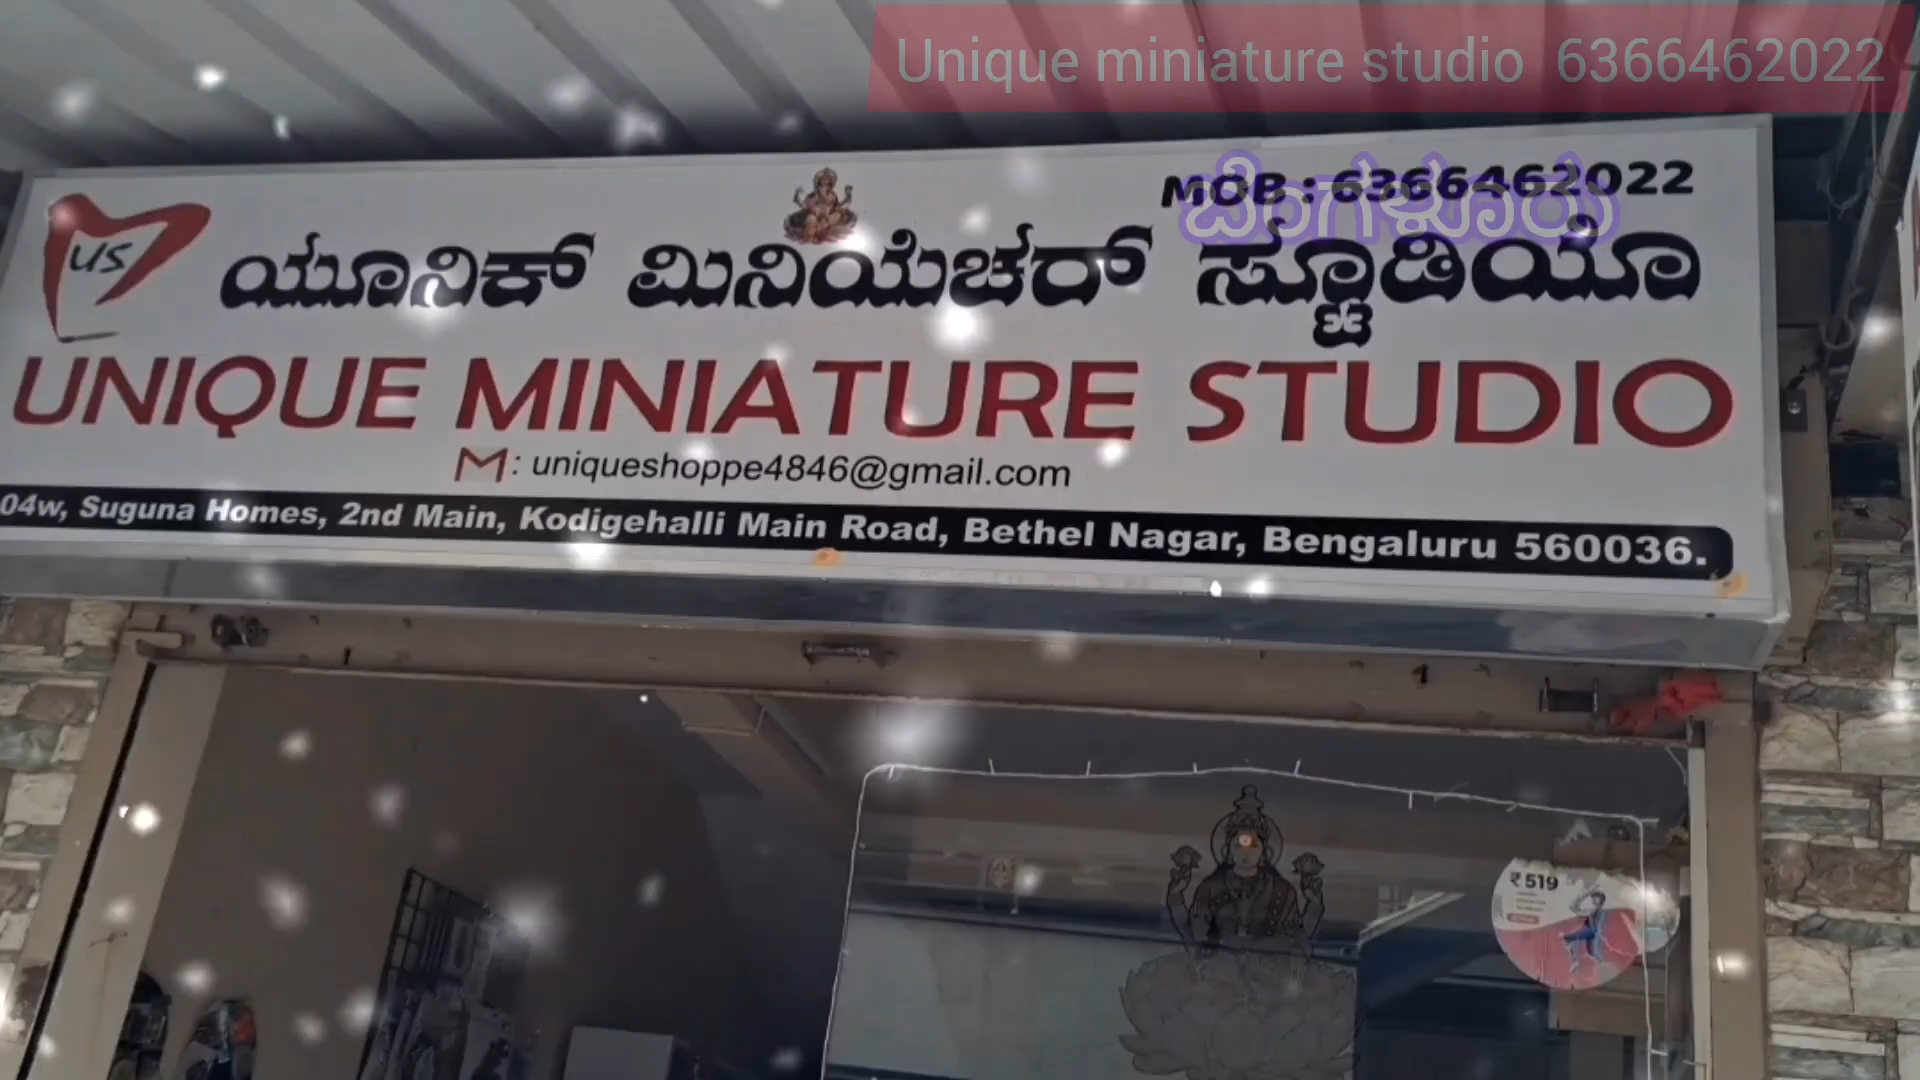 Unique miniature studio 6366462022
MOB : 6366462022
ಬೆಂಗಳೂರು
us
ಯೂನಿಕ್ ಮಿನಿಯೆಚರ್ ಸ್ಟೂಡಿಯೊ
UNIQUE MINIATURE STUDIO
M : uniqueshoppe4846@gmail.com
04w, Suguna Homes, 2nd Main, Kodigehalli Main Road, Bethel Nagar, Bengaluru 560036.
₹ 519